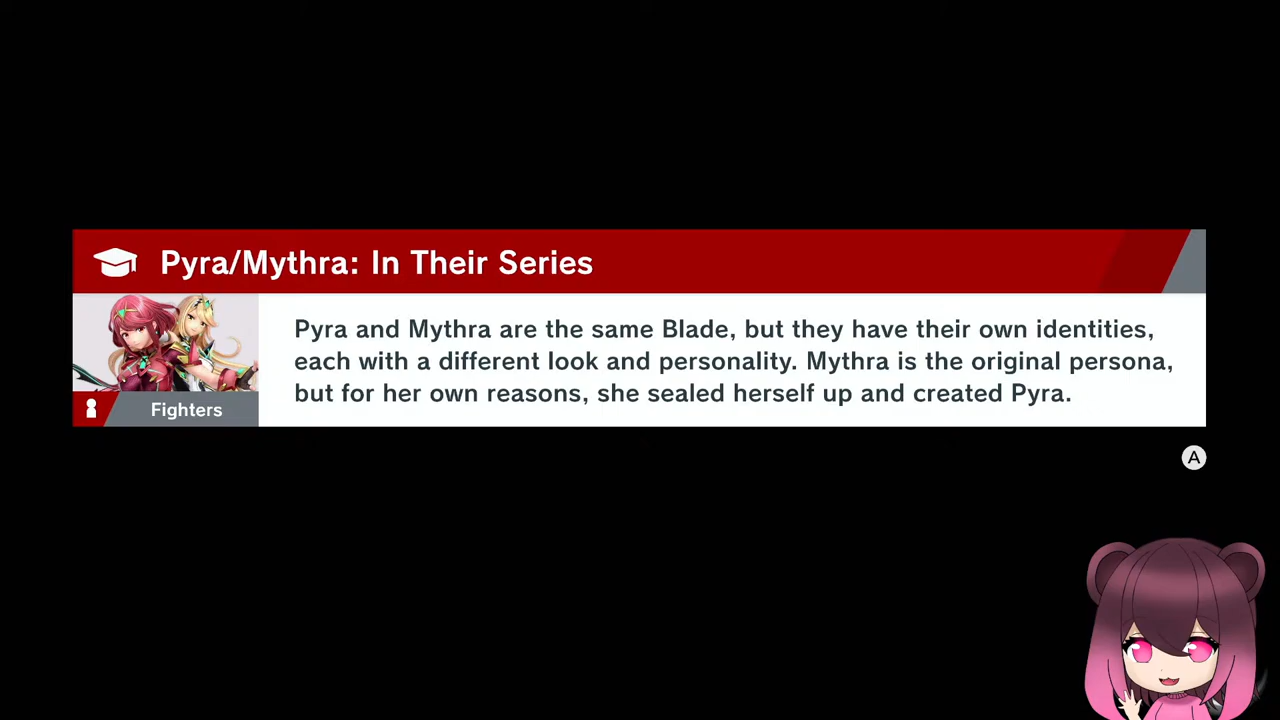 Pyra/Mythra: In Their Series
Pyra and Mythra are the same Blade, but they have their own identities,
each with a different look and personality. Mythra is the original persona,
but for her own reasons, she sealed herself up and created Pyra.
Fighters
A